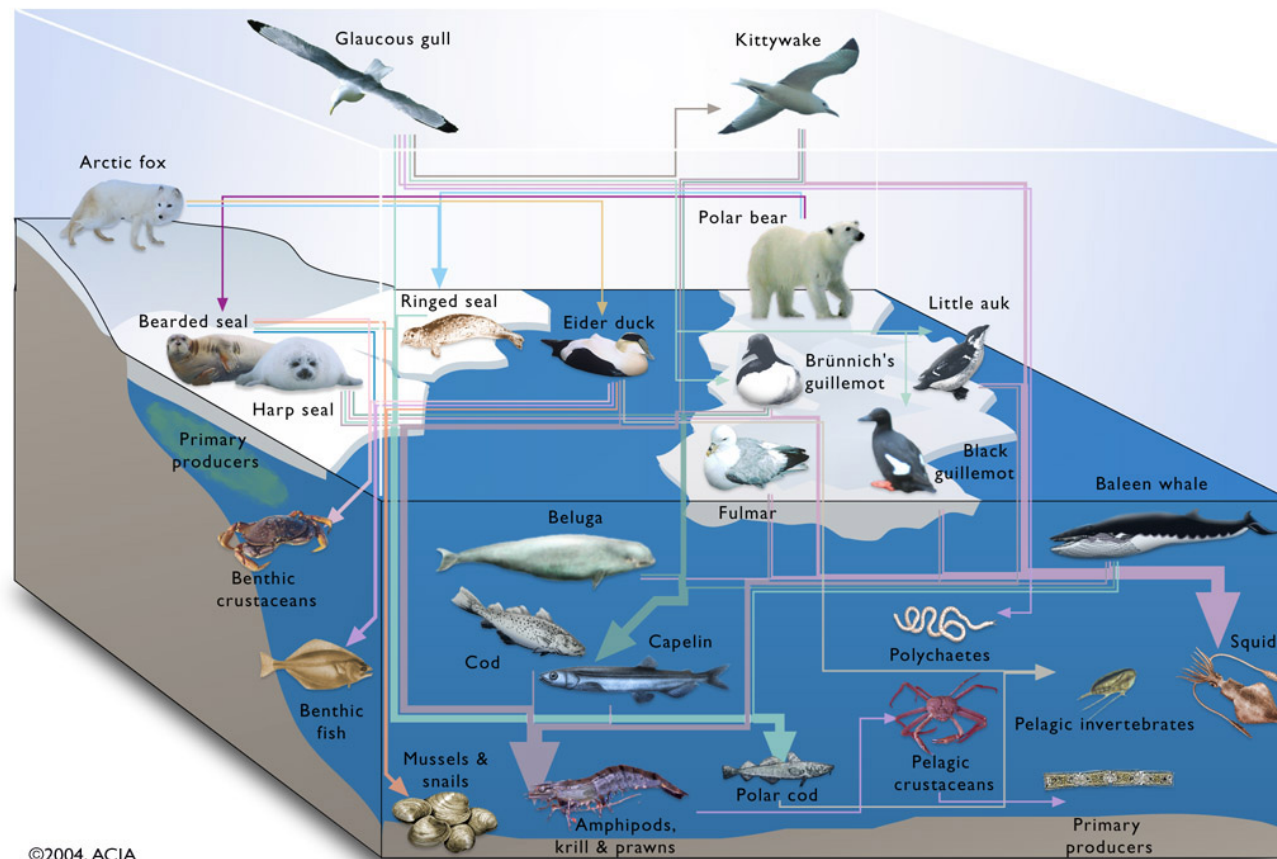 Glaucous gull
Kittywake
Arctic fox
Polar bear
Little auk
Ringed seal
Bearded seal
Eider duck
Brünnich's
guillemot
Harp seal
Primary
producers
Black
guillemot
Baleen whale
Fulmar
Beluga
Benthic
crustaceans
Cod
Capelin
Polychaetes
Squid
Benthic
fish
Pelagic invertebrates
Mussels &
snails
Polar cod
Pelagic
crustaceans
Amphipods,
krill & prawns
Primary
producers
©2004, ACIA